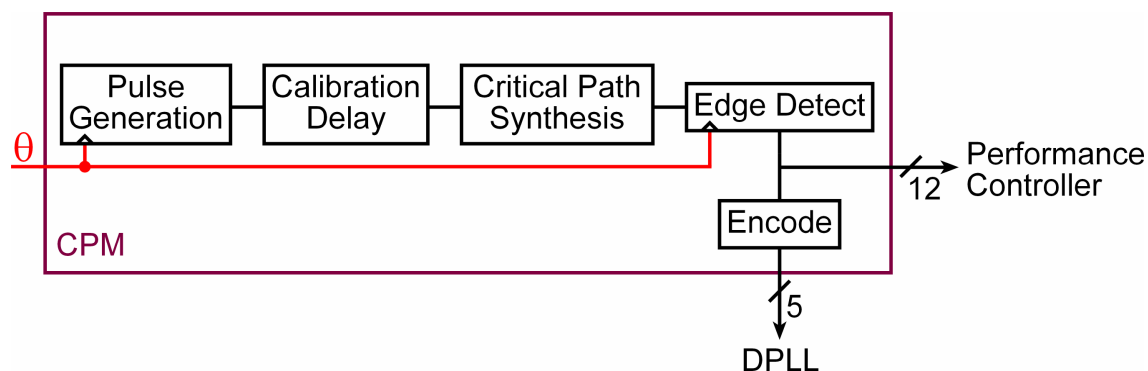 Pulse
Generation
Calibration
Delay
Critical Path
Synthesis
Edge Detect
θ
12
Performance
Controller
Encode
CPM
5
DPLL